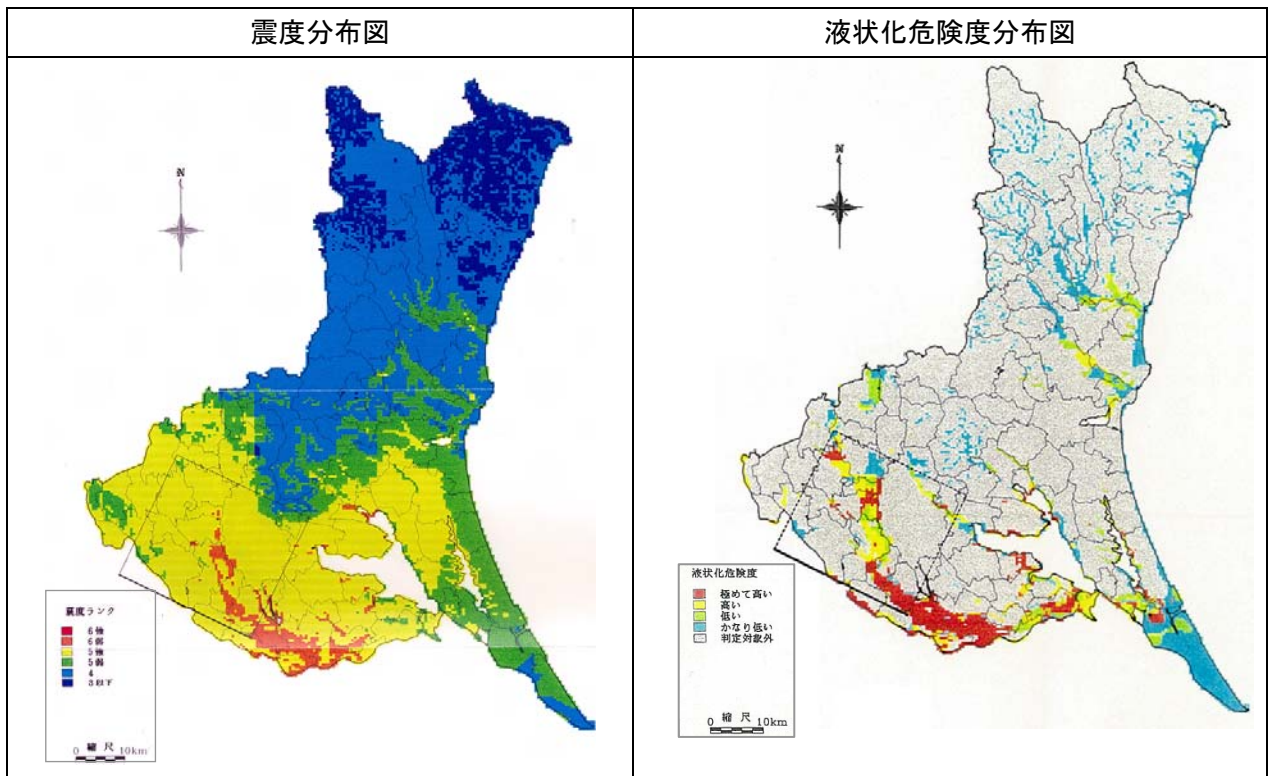 震度分布図
液状化危険度分布図
N
N
震度ランク
6強
6弱
5強
5弱
4
3以下
0 縮尺 10km
液状化危険度
極めて高い
高い
低い
かなり低い
判定対象外
0 縮尺 10km